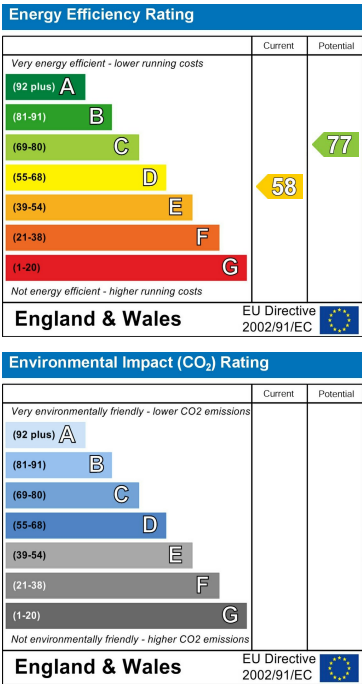 Energy Efficiency Rating
Current Potential
Very energy efficient - lower running costs
(92 plus) A
(81-91) B
(69-80) C
(55-68) D
(39-54) E
(21-38) F
(1-20) G
77
58
Not energy efficient - higher running costs
England & Wales
EU Directive
2002/91/EC
Environmental Impact (CO₂) Rating
Current Potential
Very environmentally friendly - lower CO2 emissions
(92 plus) A
(81-91) B
(69-80) C
(55-68) D
(39-54) E
(21-38) F
(1-20) G
Not environmentally friendly - higher CO2 emissions
England & Wales
EU Directive
2002/91/EC